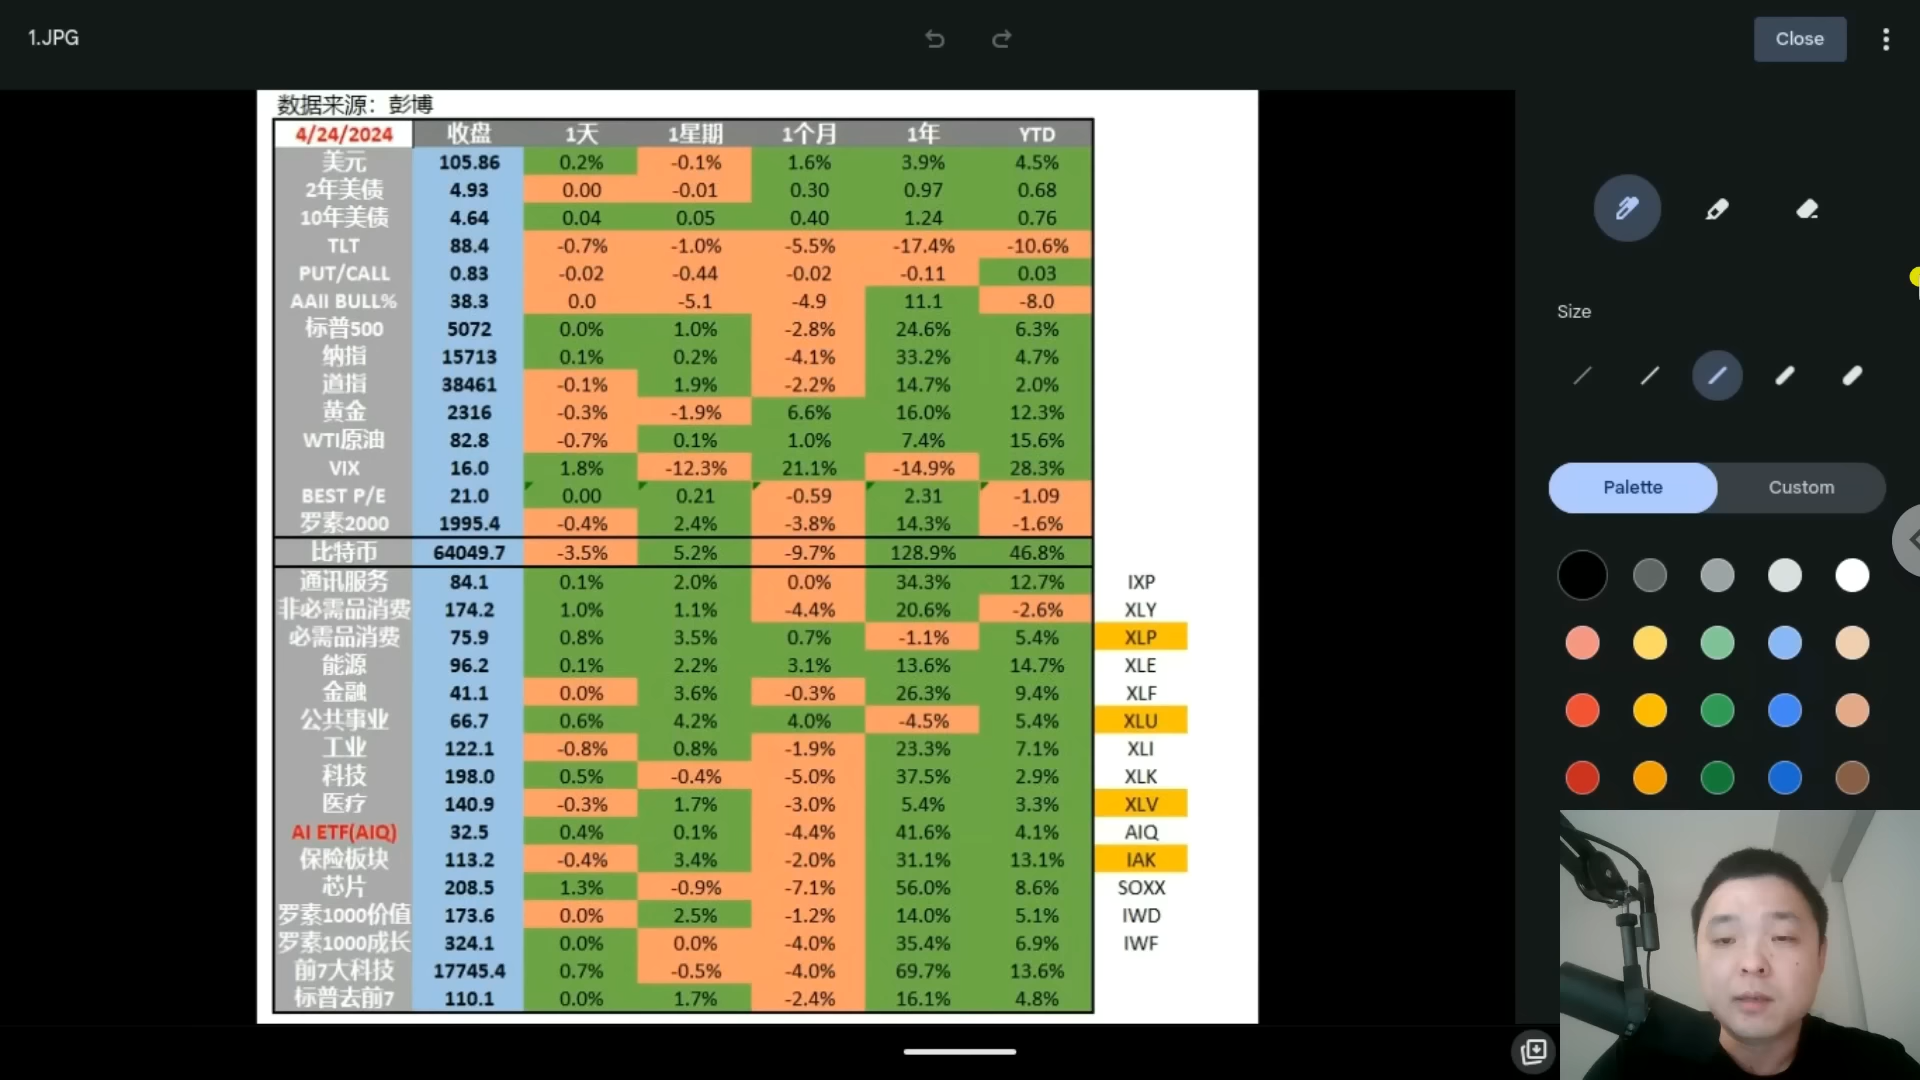 1.JPG
Close
数据来源：彭博
4/24/2024 收盘 1天 1星期 1个月 1年 YTD
美元 105.86 0.2% -0.1% 1.6% 3.9% 4.5%
2年美债 4.93 0.00 -0.01 0.30 0.97 0.68
10年美债 4.64 0.04 0.05 0.40 1.24 0.76
TLT 88.4 -0.7% -1.0% -5.5% -17.4% -10.6%
PUT/CALL 0.83 -0.02 -0.44 -0.02 -0.11 0.03
AAII BULL% 38.3 0.0 -5.1 -4.9 11.1 -8.0
标普500 5072 0.0% 1.0% -2.8% 24.6% 6.3%
纳指 15713 0.1% 0.2% -4.1% 33.2% 4.7%
道指 38461 -0.1% 1.9% -2.2% 14.7% 2.0%
黄金 2316 -0.3% -1.9% 6.6% 16.0% 12.3%
WTI原油 82.8 -0.7% 0.1% 1.0% 7.4% 15.6%
VIX 16.0 1.8% -12.3% 21.1% -14.9% 28.3%
BEST P/E 21.0 0.00 0.21 -0.59 2.31 -1.09
罗素2000 1995.4 -0.4% 2.4% -3.8% 14.3% -1.6%
比特币 64049.7 -3.5% 5.2% -9.7% 128.9% 46.8%
通讯服务 84.1 0.1% 2.0% 0.0% 34.3% 12.7% IXP
非必需品消费 174.2 1.0% 1.1% -4.4% 20.6% -2.6% XLY
必需品消费 75.9 0.8% 3.5% 0.7% -1.1% 5.4% XLP
能源 96.2 0.1% 2.2% 3.1% 13.6% 14.7% XLE
金融 41.1 0.0% 3.6% -0.3% 26.3% 9.4% XLF
公共事业 66.7 0.6% 4.2% 4.0% -4.5% 5.4% XLU
工业 122.1 -0.8% 0.8% -1.9% 23.3% 7.1% XLI
科技 198.0 0.5% -0.4% -5.0% 37.5% 2.9% XLK
医疗 140.9 -0.3% 1.7% -3.0% 5.4% 3.3% XLV
AI ETF(AIQ) 32.5 0.4% 0.1% -4.4% 41.6% 4.1% AIQ
保险板块 113.2 -0.4% 3.4% -2.0% 31.1% 13.1% IAK
芯片 208.5 1.3% -0.9% -7.1% 56.0% 8.6% SOXX
罗素1000价值 173.6 0.0% 2.5% -1.2% 14.0% 5.1% IWD
罗素1000成长 324.1 0.0% 0.0% -4.0% 35.4% 6.9% IWF
前7大科技 17745.4 0.7% -0.5% -4.0% 69.7% 13.6%
标普去前7 110.1 0.0% 1.7% -2.4% 16.1% 4.8%
Size
Palette
Custom